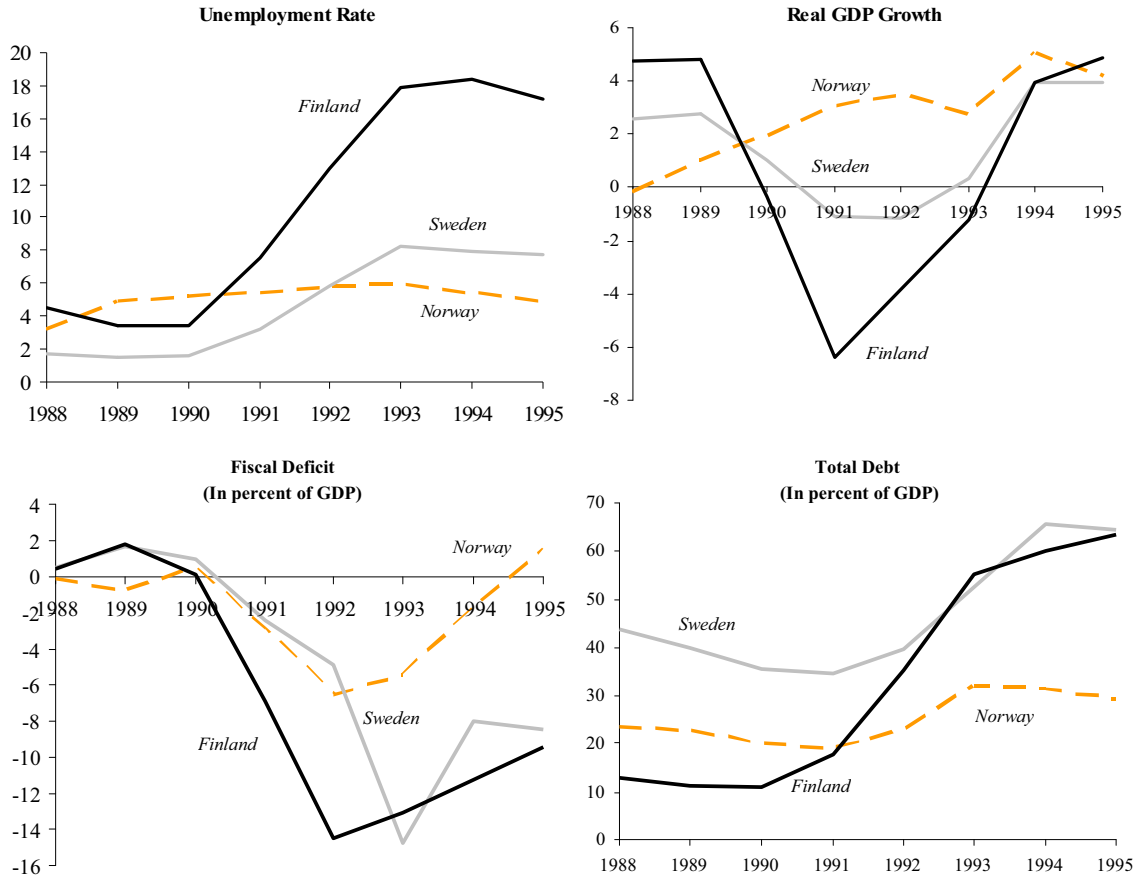 Unemployment Rate
20
18
16
14
12
10
8
6
4
2
0
Finland
Sweden
Norway
1988 1989 1990 1991 1992 1993 1994 1995
Real GDP Growth
6
4
2
0
-2
-4
-6
-8
Norway
Sweden
1988 1989 1990 1991 1992 1993 1994 1995
Finland
Fiscal Deficit
(In percent of GDP)
4
2
0
-2
-4
-6
-8
-10
-12
-14
-16
Norway
1988 1989 1990 1991 1992 1993 1994 1995
Sweden
Finland
Total Debt
(In percent of GDP)
70
60
50
40
30
20
10
0
Sweden
Norway
Finland
1988 1989 1990 1991 1992 1993 1994 1995